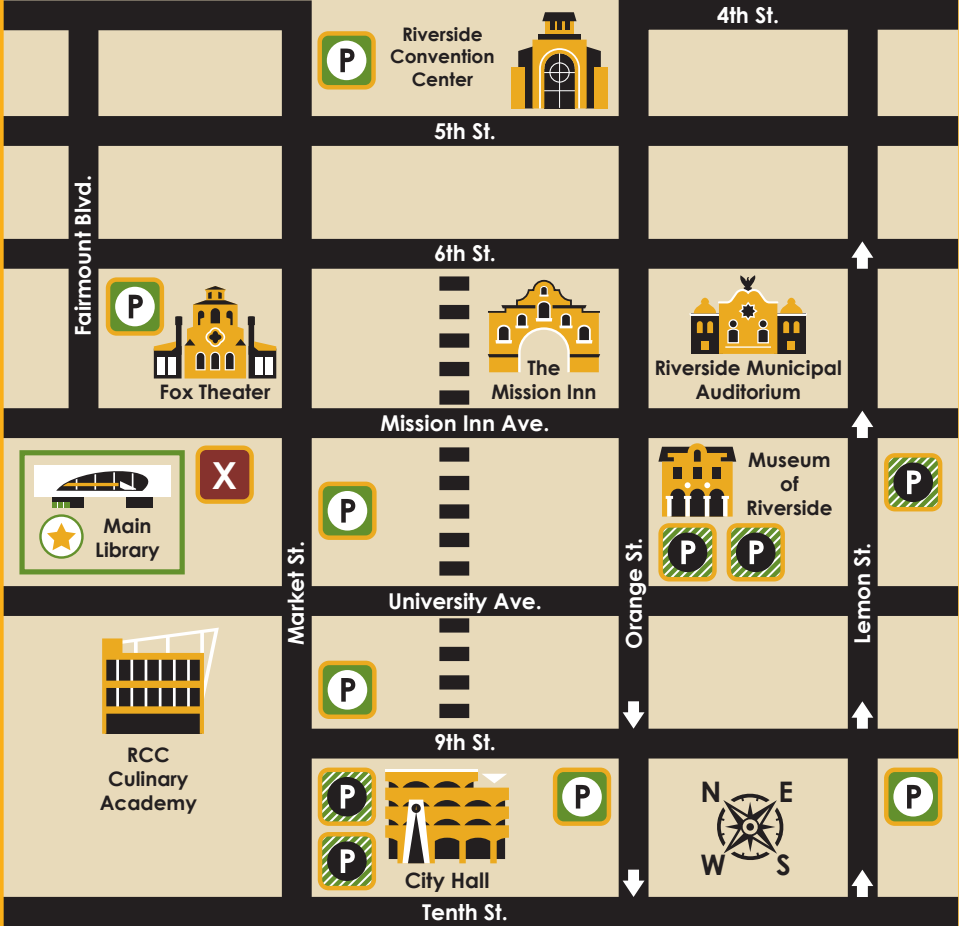 4th St.
P
Riverside
Convention
Center
5th St.
Fairmount Blvd.
6th St.
P
Fox Theater
The
Mission Inn
Riverside Municipal
Auditorium
Mission Inn Ave.
X
Main
Library
P
Museum
of
Riverside
P
P
P
Market St.
Orange St.
Lemon St.
University Ave.
P
RCC
Culinary
Academy
9th St.
P
P
City Hall
P
N
E
W
S
P
Tenth St.